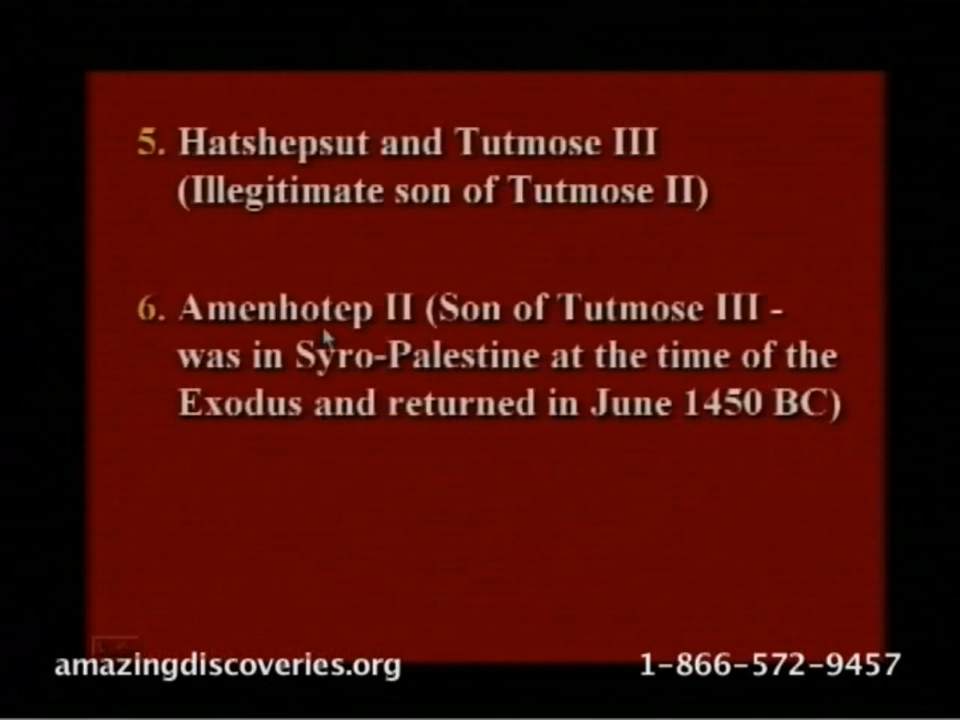 5. Hatshepsut and Tutmose III
(Illegitimate son of Tutmose II)
6. Amenhotep II (Son of Tutmose III -
was in Syro-Palestine at the time of the
Exodus and returned in June 1450 BC)
amazingdiscoveries.org
1-866-572-9457